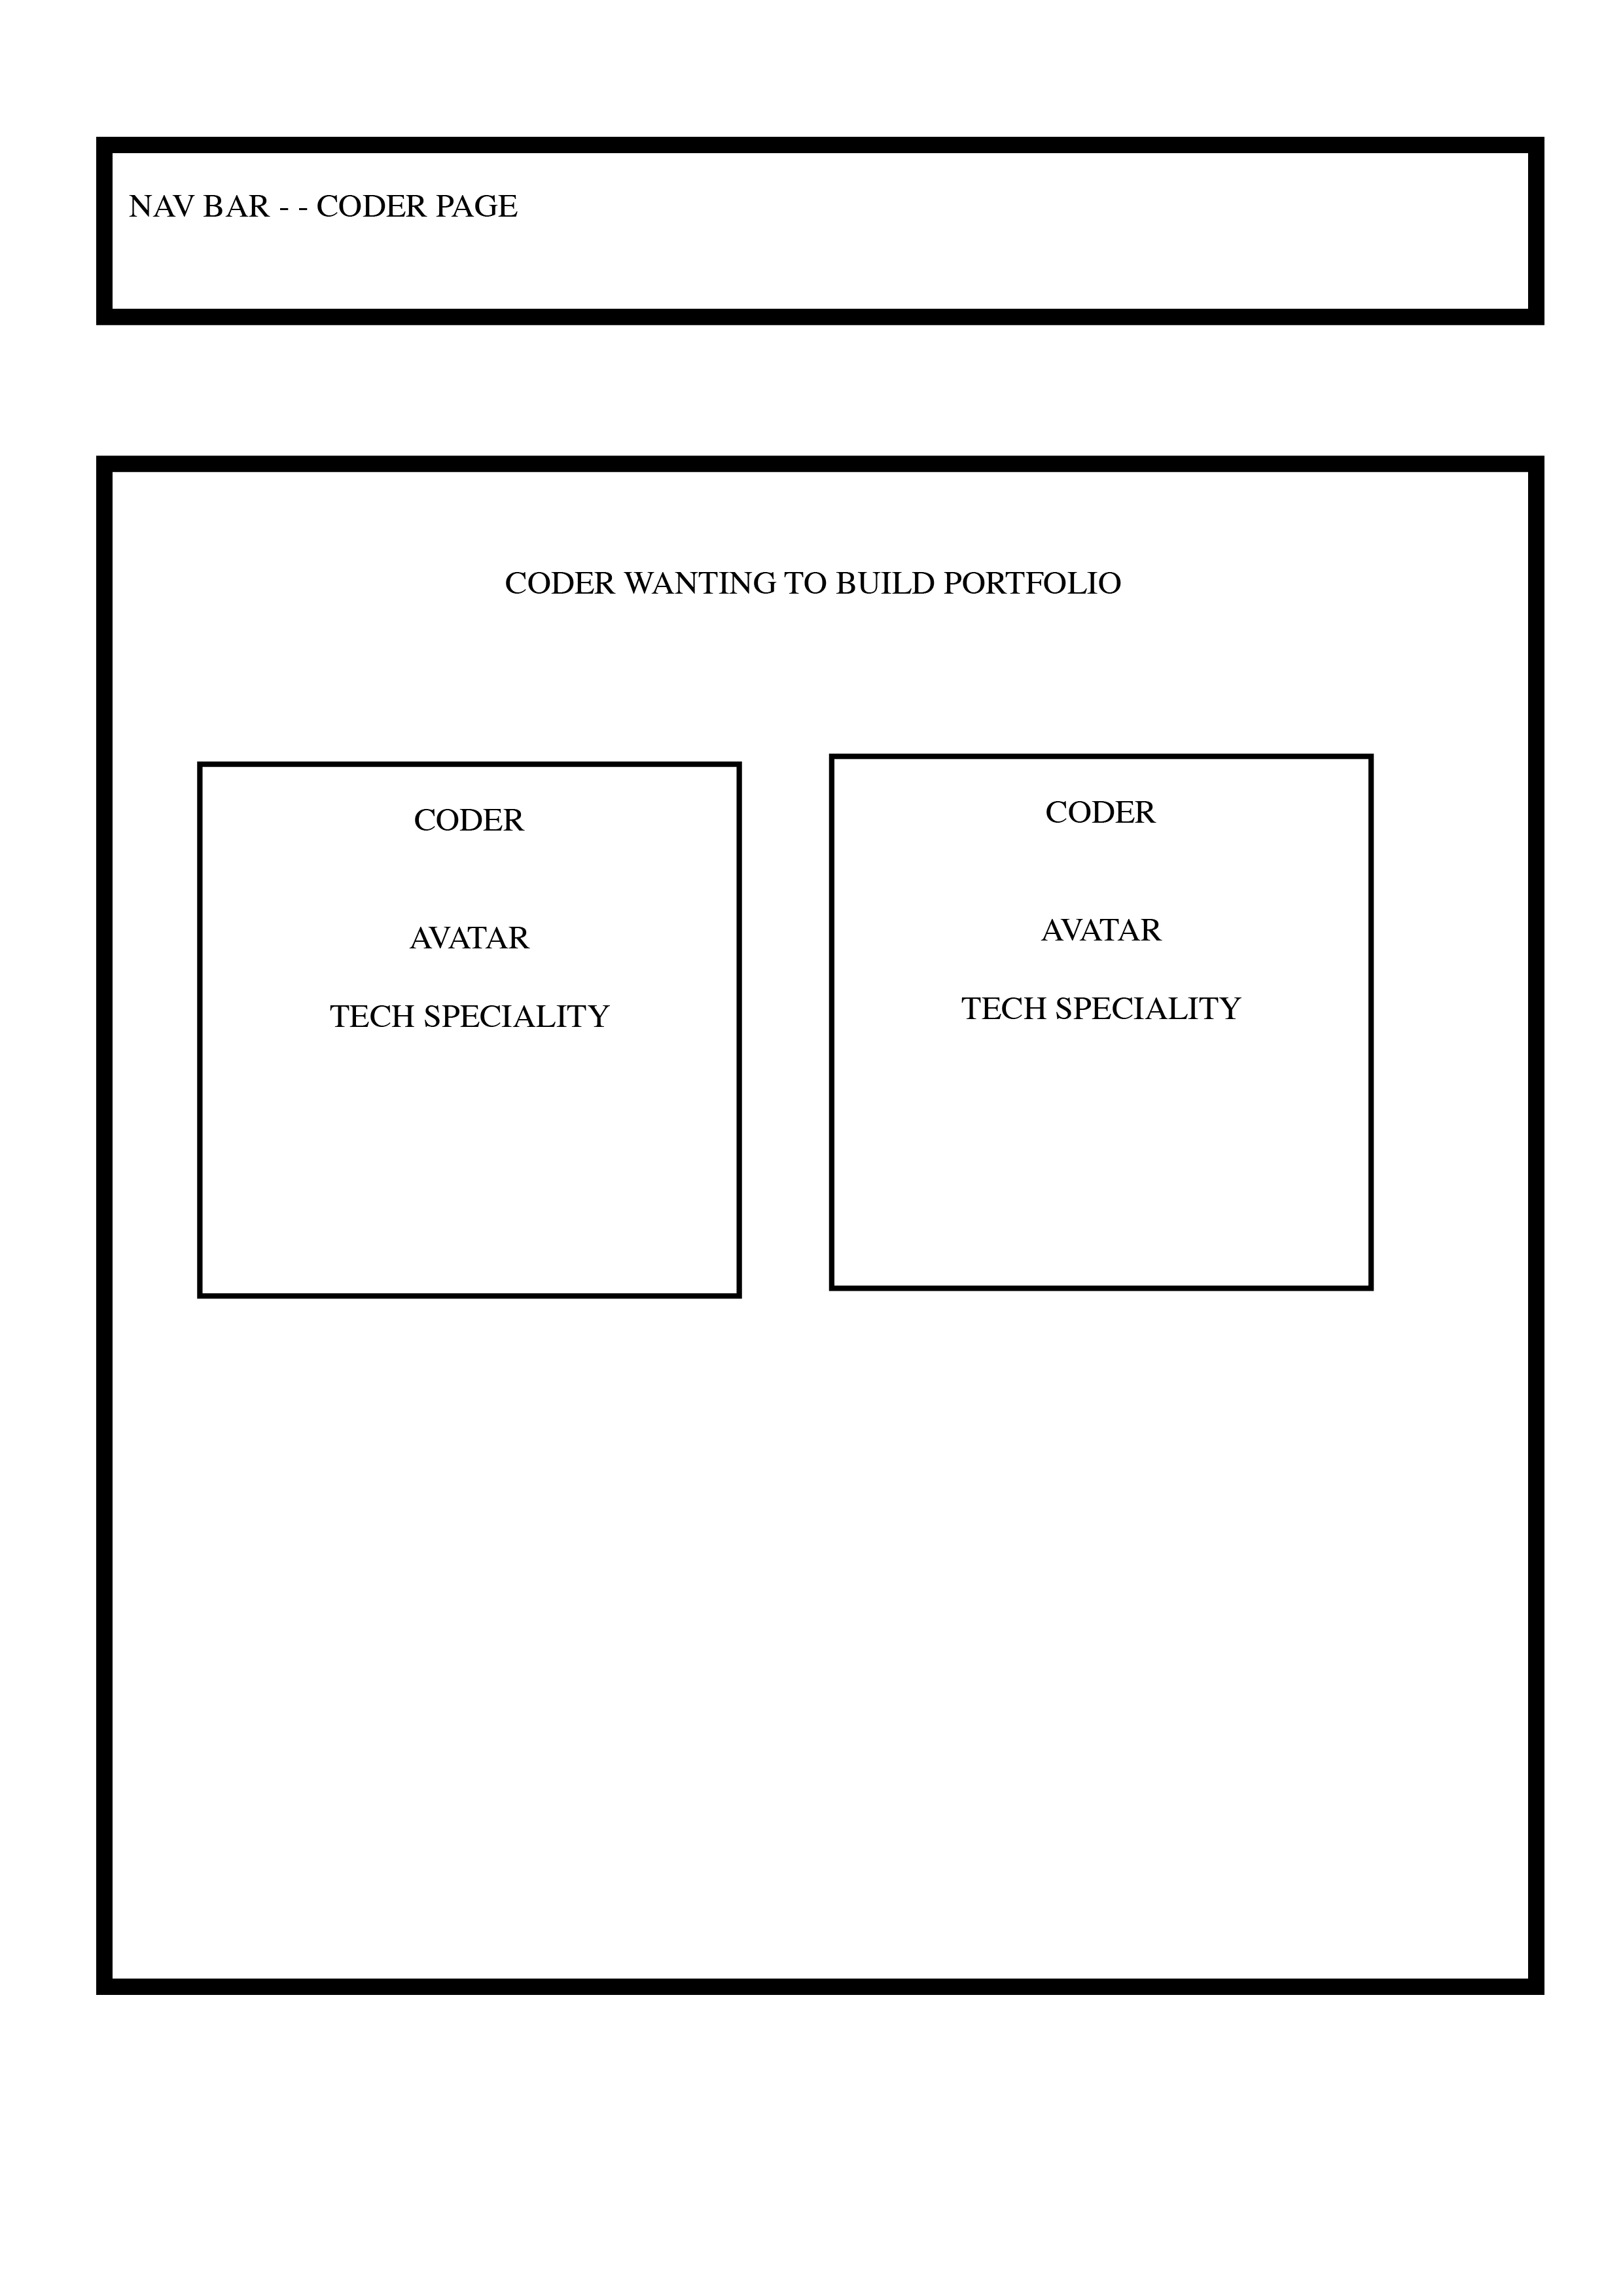 NAV BAR - - CODER PAGE
CODER WANTING TO BUILD PORTFOLIO
CODER
AVATAR
TECH SPECIALITY
CODER
AVATAR
TECH SPECIALITY